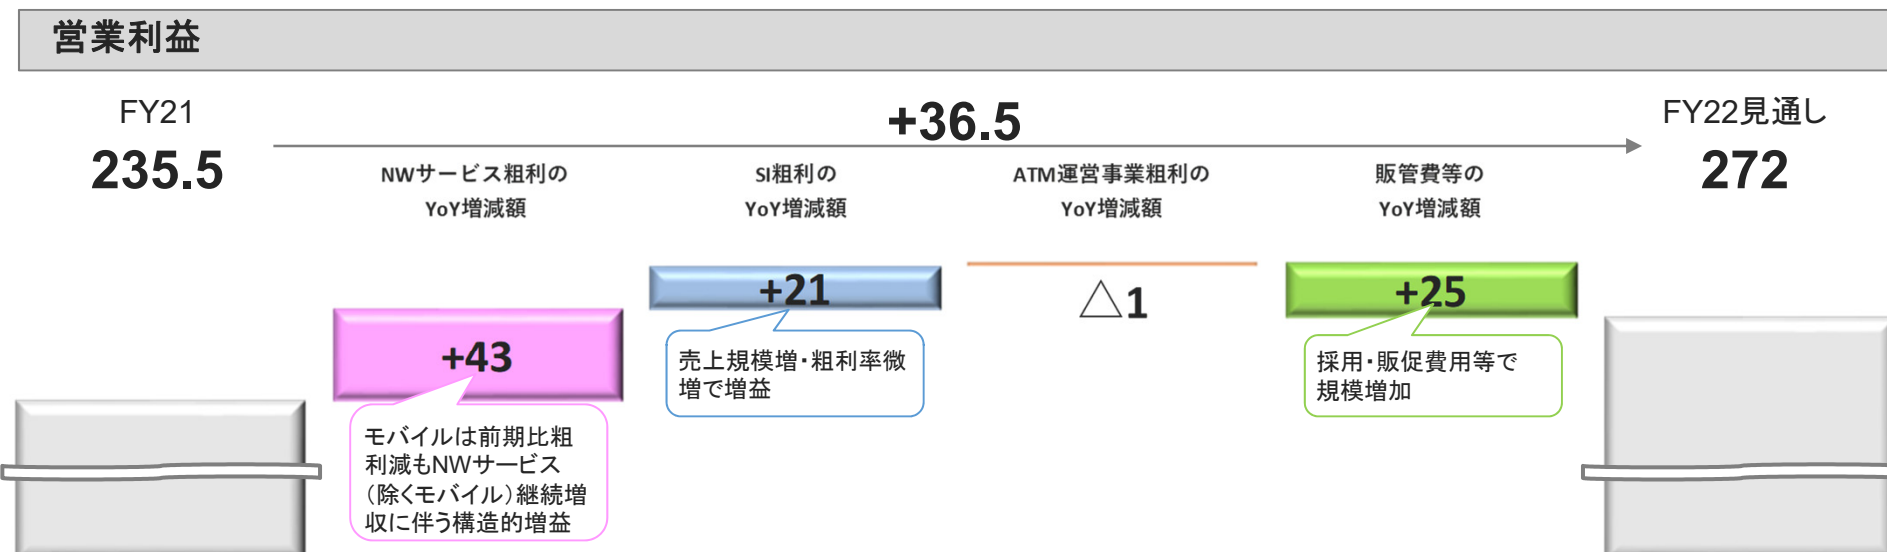 営業利益
FY21
235.5
+36.5
FY22見通し
272
NWサービス粗利の
YoY増減額
SI粗利の
YoY増減額
ATM運営事業粗利の
YoY増減額
販管費等の
YoY増減額
+43
+21
△1
+25
モバイルは前期比粗
利減もNWサービス
（除くモバイル）継続増
収に伴う構造的増益
売上規模増・粗利率微
増で増益
採用・販促費用等で
規模増加